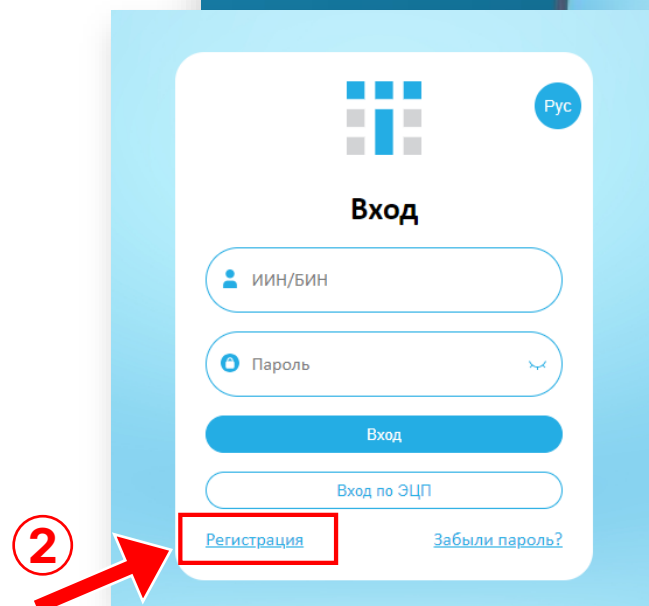 Рус
Вход
ИИН/БИН
Пароль
Вход
Вход по ЭЦП
Регистрация
Забыли пароль?
2